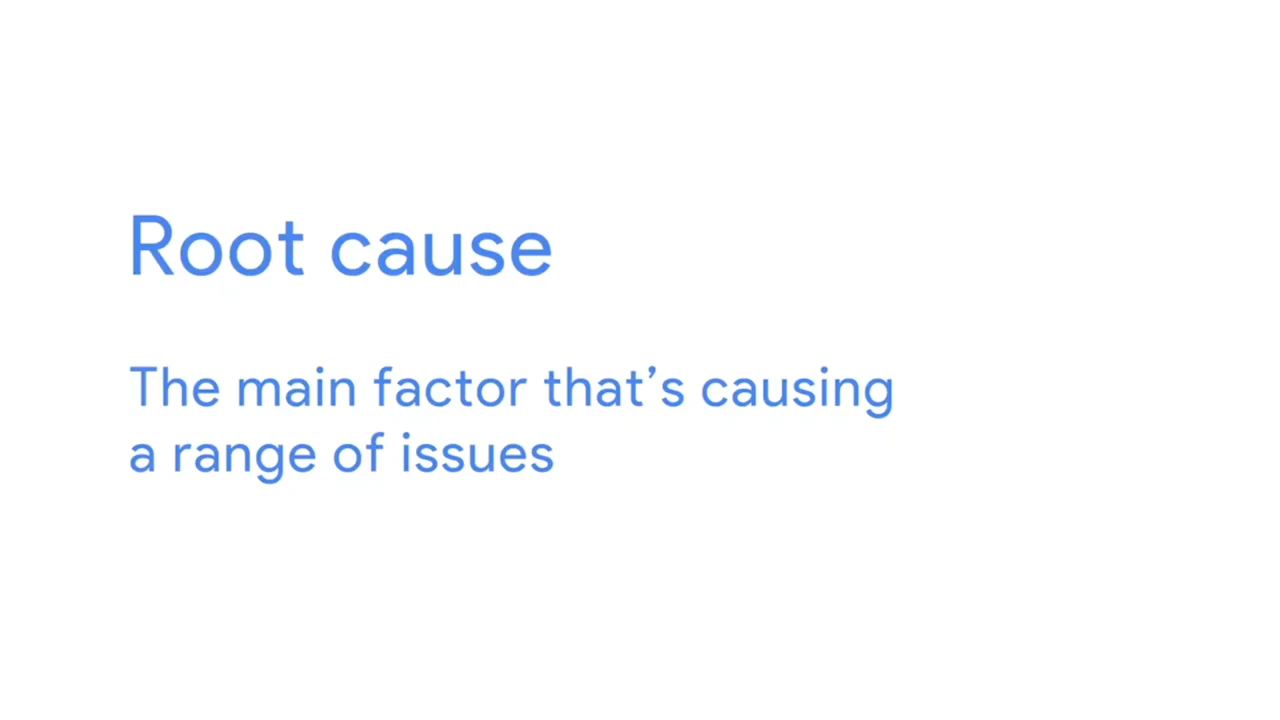 Root cause
The main factor that’s causing
a range of issues